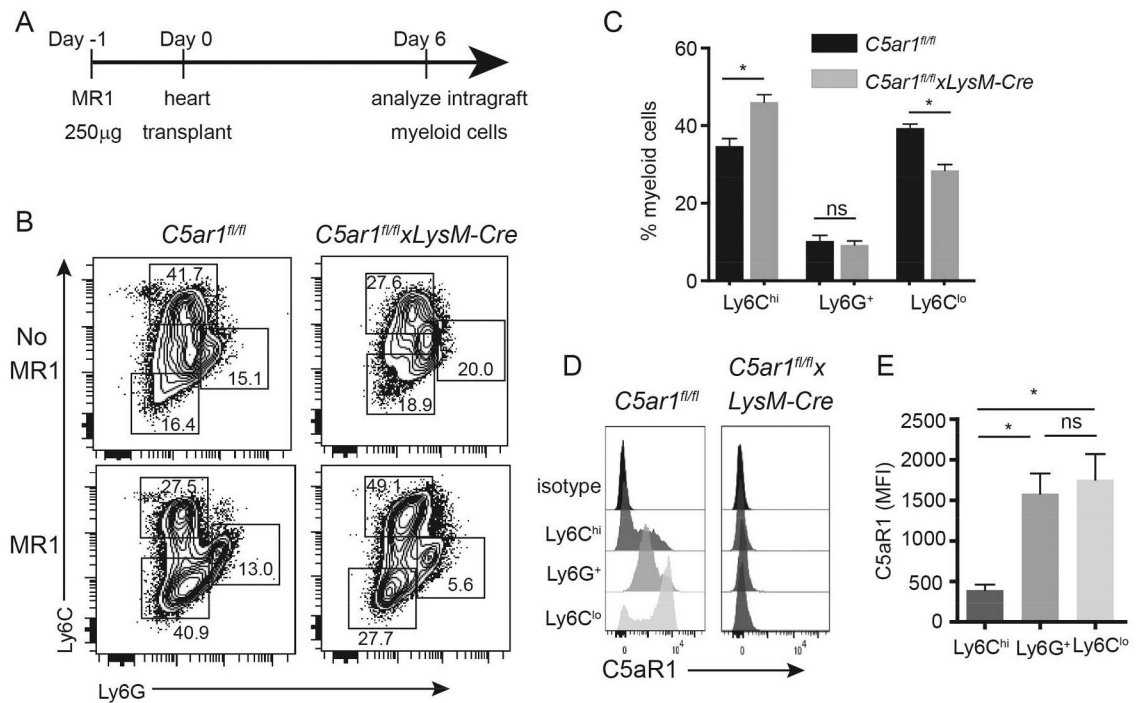 A
Day -1
Day 0
Day 6
MR1
250μg
heart
transplant
analyze intragraft
myeloid cells
B
C5ar1fl/fl
C5ar1fl/flxLysM-Cre
No
MR1
41.7
15.1
16.4
27.6
20.0
18.9
MR1
27.5
13.0
40.9
49.1
5.6
27.7
Ly6C
Ly6G
C
% myeloid cells
60
40
20
0
C5ar1fl/fl
C5ar1fl/flxLysM-Cre
*
ns
*
Ly6Chi
Ly6G+
Ly6Clo
D
C5ar1fl/fl
C5ar1fl/flx
LysM-Cre
isotype
Ly6Chi
Ly6G+
Ly6Clo
0
104
0
104
C5aR1
E
C5aR1 (MFI)
2500
2000
1500
1000
500
0
*
*
ns
Ly6Chi
Ly6G+
Ly6Clo